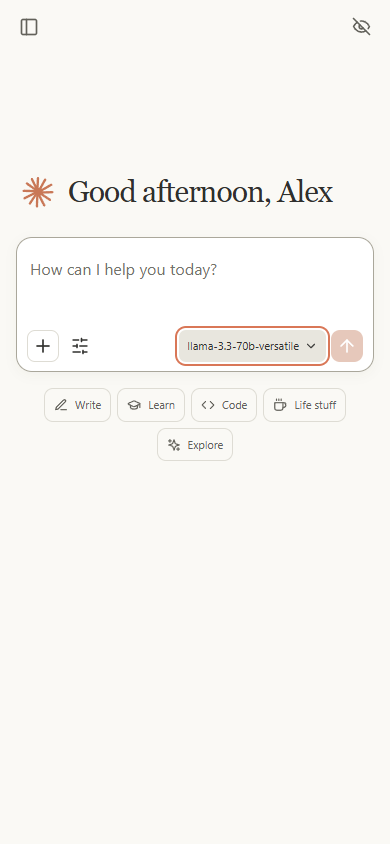 Good afternoon, Alex
How can I help you today?
llama-3.3-70b-versatile
Write
Learn
Code
Life stuff
Explore